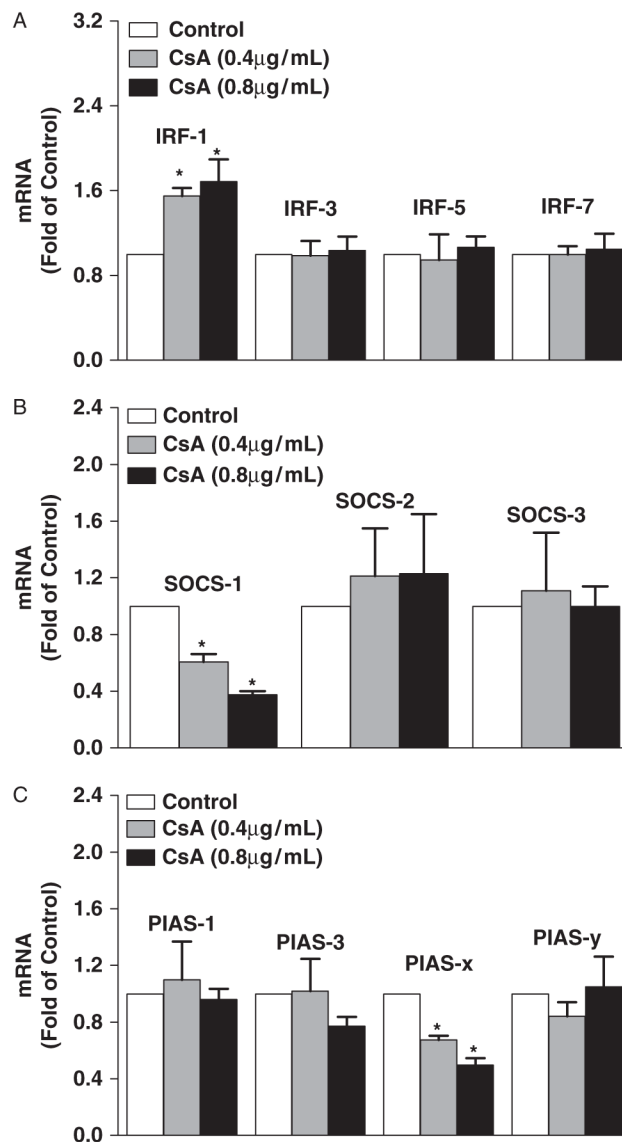 A
3.2
2.4
1.6
0.8
0.0
mRNA
(Fold of Control)
Control
CsA (0.4μg/mL)
CsA (0.8μg/mL)
IRF-1
* *
IRF-3
IRF-5
IRF-7
B
2.4
2.0
1.6
1.2
0.8
0.4
0.0
mRNA
(Fold of Control)
Control
CsA (0.4μg/mL)
CsA (0.8μg/mL)
SOCS-1
*
*
SOCS-2
SOCS-3
C
2.4
2.0
1.6
1.2
0.8
0.4
0.0
mRNA
(Fold of Control)
Control
CsA (0.4μg/mL)
CsA (0.8μg/mL)
PIAS-1
PIAS-3
PIAS-x
*
*
PIAS-y